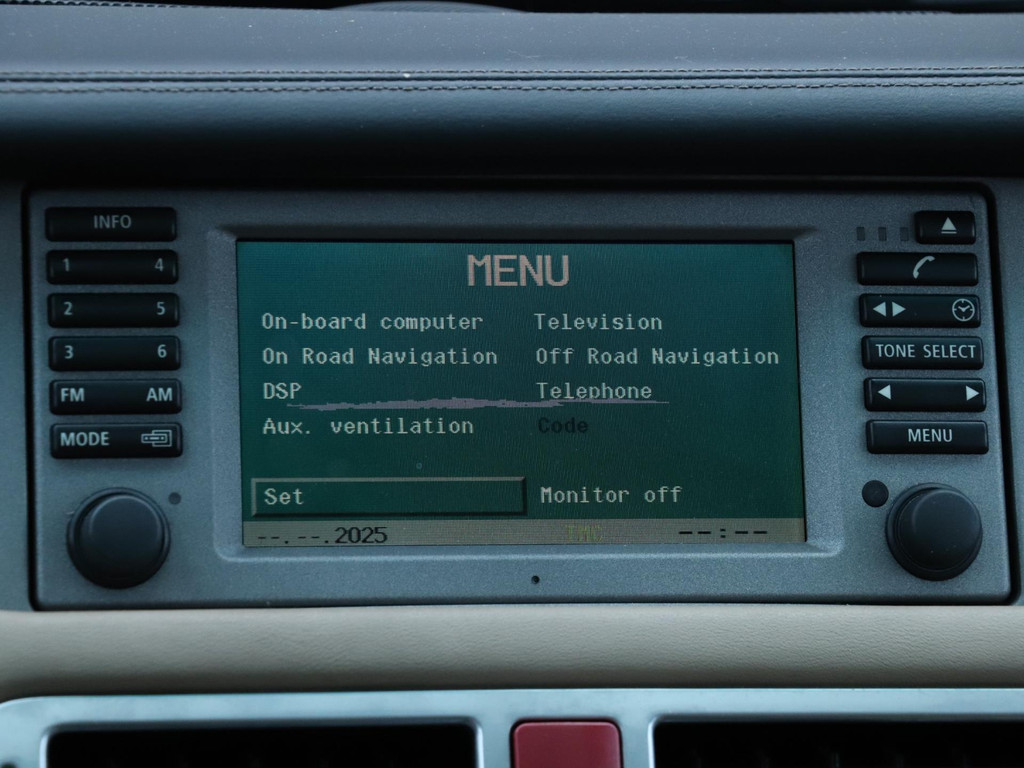 INFO
1 4
2 5
3 6
FM AM
MODE
MENU
On-board computer Television
On Road Navigation Off Road Navigation
DSP Telephone
Aux. ventilation Code
Set Monitor off
--.--.2025 TMC --:--
TONE SELECT
MENU